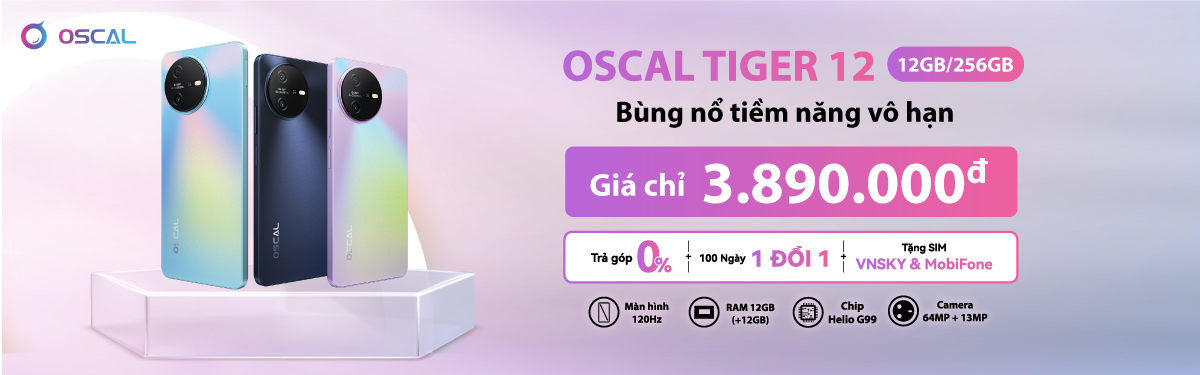 OSCAL
OSCAL TIGER 12
12GB/256GB
Bùng nổ tiềm năng vô hạn
Giá chỉ 3.890.000đ
Trả góp 0% + 100 Ngày 1 ĐỔI 1 + Tặng SIM
VNSKY & MobiFone
Màn hình
120Hz
RAM 12GB
(+12GB)
Chip
Helio G99
Camera
64MP + 13MP
OSCAL
OSCAL
OSCAL